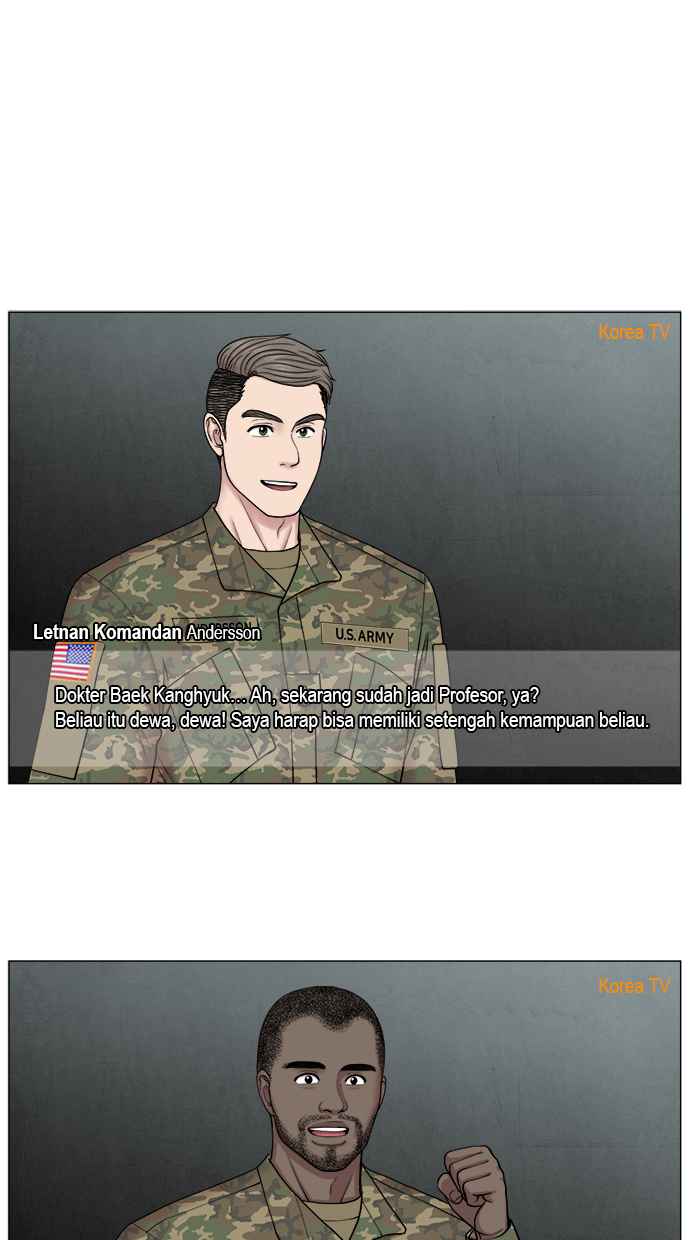 Korea TV
U.S. ARMY
Letnan Komandan Andersson
Dokter Baek Kanghyuk... Ah, sekarang sudah jadi Profesor, ya?
Beliau itu dewa, dewa! Saya harap bisa memiliki setengah kemampuan beliau.
Korea TV